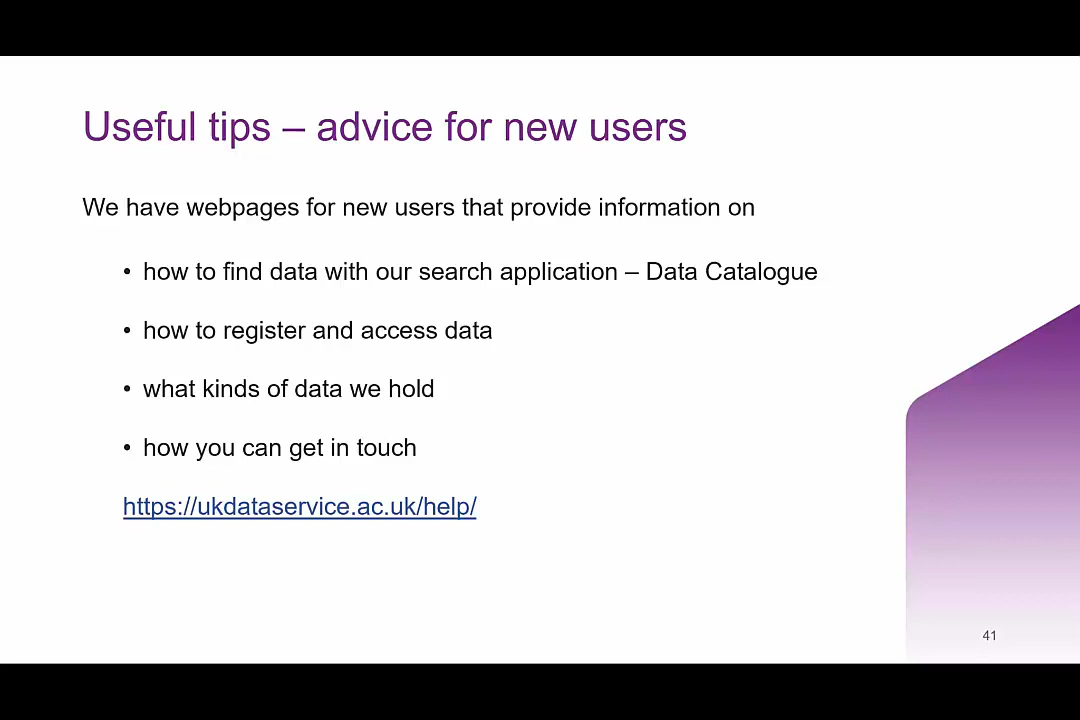 Useful tips – advice for new users
We have webpages for new users that provide information on
• how to find data with our search application – Data Catalogue
• how to register and access data
• what kinds of data we hold
• how you can get in touch
https://ukdataservice.ac.uk/help/
41